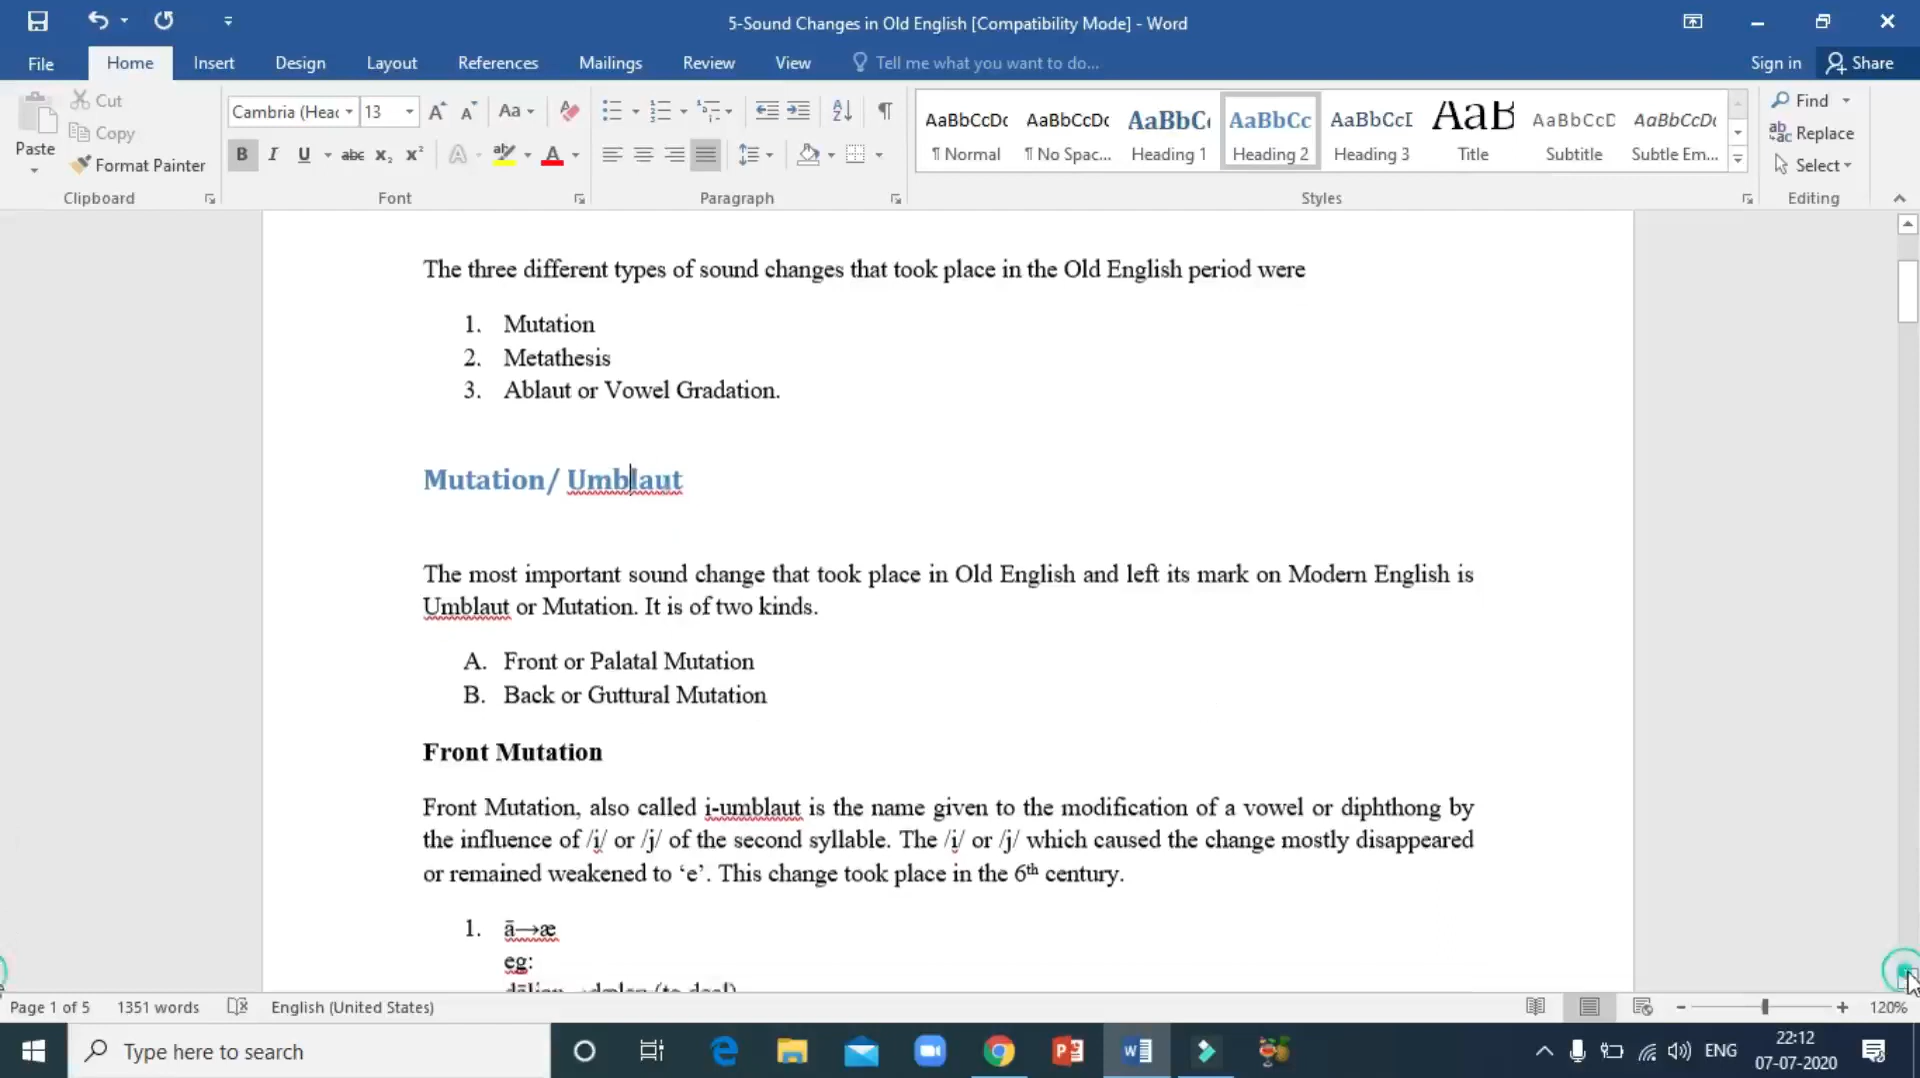 5-Sound Changes in Old English [Compatibility Mode] - Word
File Home Insert Design Layout References Mailings Review View Tell me what you want to do... Sign in Share
Paste
Cut
Copy
Format Painter
Clipboard
Cambria (Head 13
Aa
B I U abc x₂ x²
Font
Paragraph
AaBbCcDc ¶ Normal
AaBbCcDc ¶ No Spac...
AaBbC Heading 1
AaBbCc Heading 2
AaBbCcI Heading 3
AaB Title
AaBbCcD Subtitle
AaBbCcDc Subtle Em...
Styles
Find
Replace
Select
Editing
The three different types of sound changes that took place in the Old English period were
1. Mutation
2. Metathesis
3. Ablaut or Vowel Gradation.
Mutation/ Umblaut
The most important sound change that took place in Old English and left its mark on Modern English is
Umblaut or Mutation. It is of two kinds.
A. Front or Palatal Mutation
B. Back or Guttural Mutation
Front Mutation
Front Mutation, also called i-umblaut is the name given to the modification of a vowel or diphthong by
the influence of /i/ or /j/ of the second syllable. The /i/ or /j/ which caused the change mostly disappeared
or remained weakened to ‘e’. This change took place in the 6th century.
1. ā→æ
eg:
(to deal)
Page 1 of 5 1351 words English (United States) 120%
Type here to search
ENG
22:12
07-07-2020